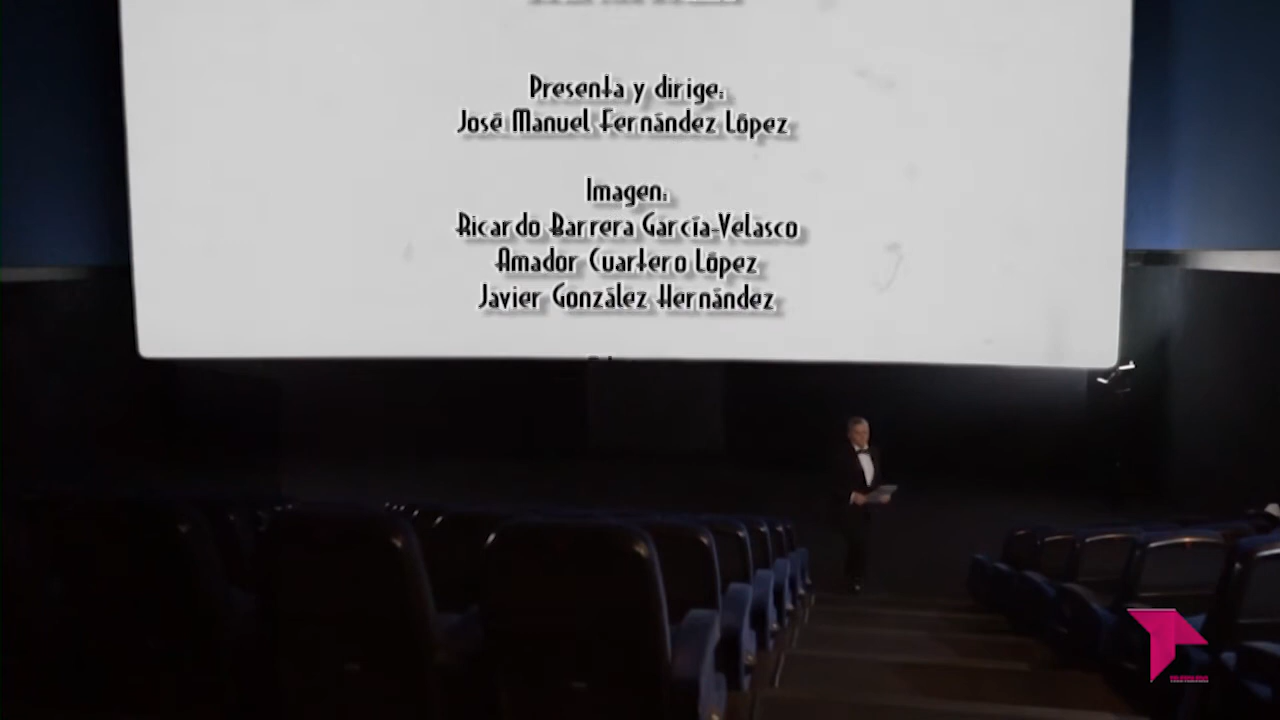 Presenta y dirige:
José Manuel Fernández López
Imagen:
Ricardo Barrera García-Velasco
Amador Cuartero López
Javier González Hernández